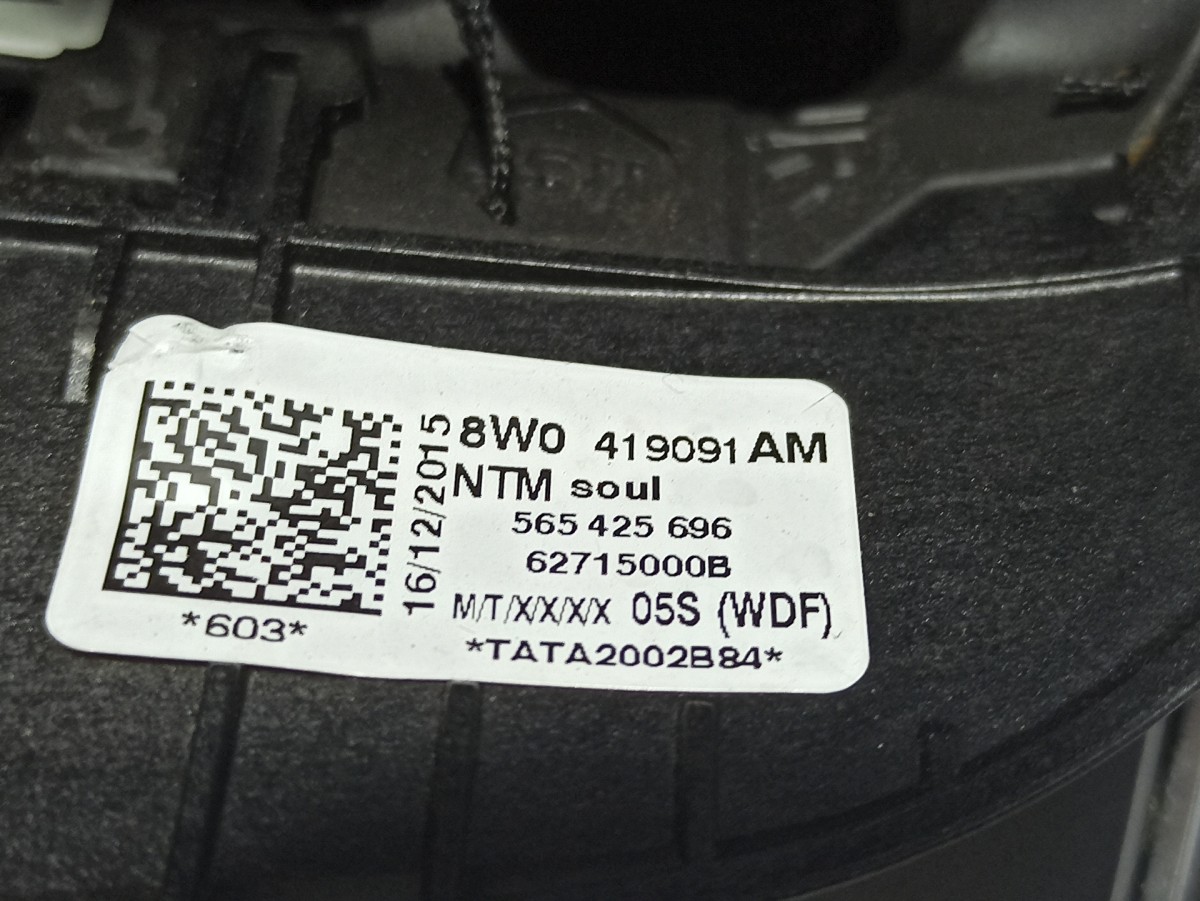 8W0 419091 AM
NTM soul
565 425 696
62715000B
M/T/X/X/X/X 05S (WDF)
*TATA2002B84*
16/12/2015
*603*